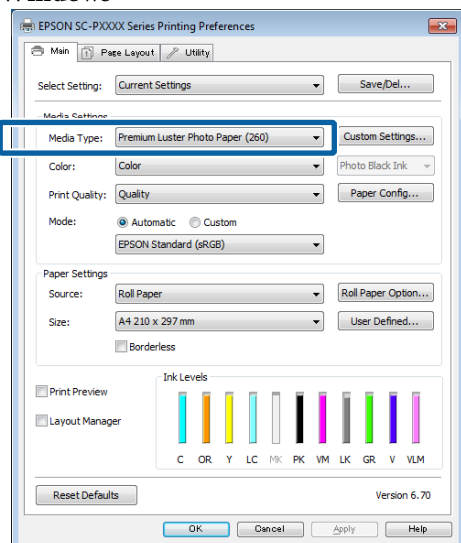 Windows
EPSON SC-PXXXX Series Printing Preferences
Main Page Layout Utility
Select Setting: Current Settings Save/Del...
Media Settings
Media Type: Premium Luster Photo Paper (260) Custom Settings...
Color: Color Photo Black Ink
Print Quality: Quality Paper Config...
Mode: Automatic Custom
EPSON Standard (sRGB)
Paper Settings
Source: Roll Paper Roll Paper Option...
Size: A4 210 x 297 mm User Defined...
Borderless
Ink Levels
Print Preview
Layout Manager
C OR Y LC MK PK VM LK GR V VLM
Reset Defaults Version 6.70
OK Cancel Apply Help